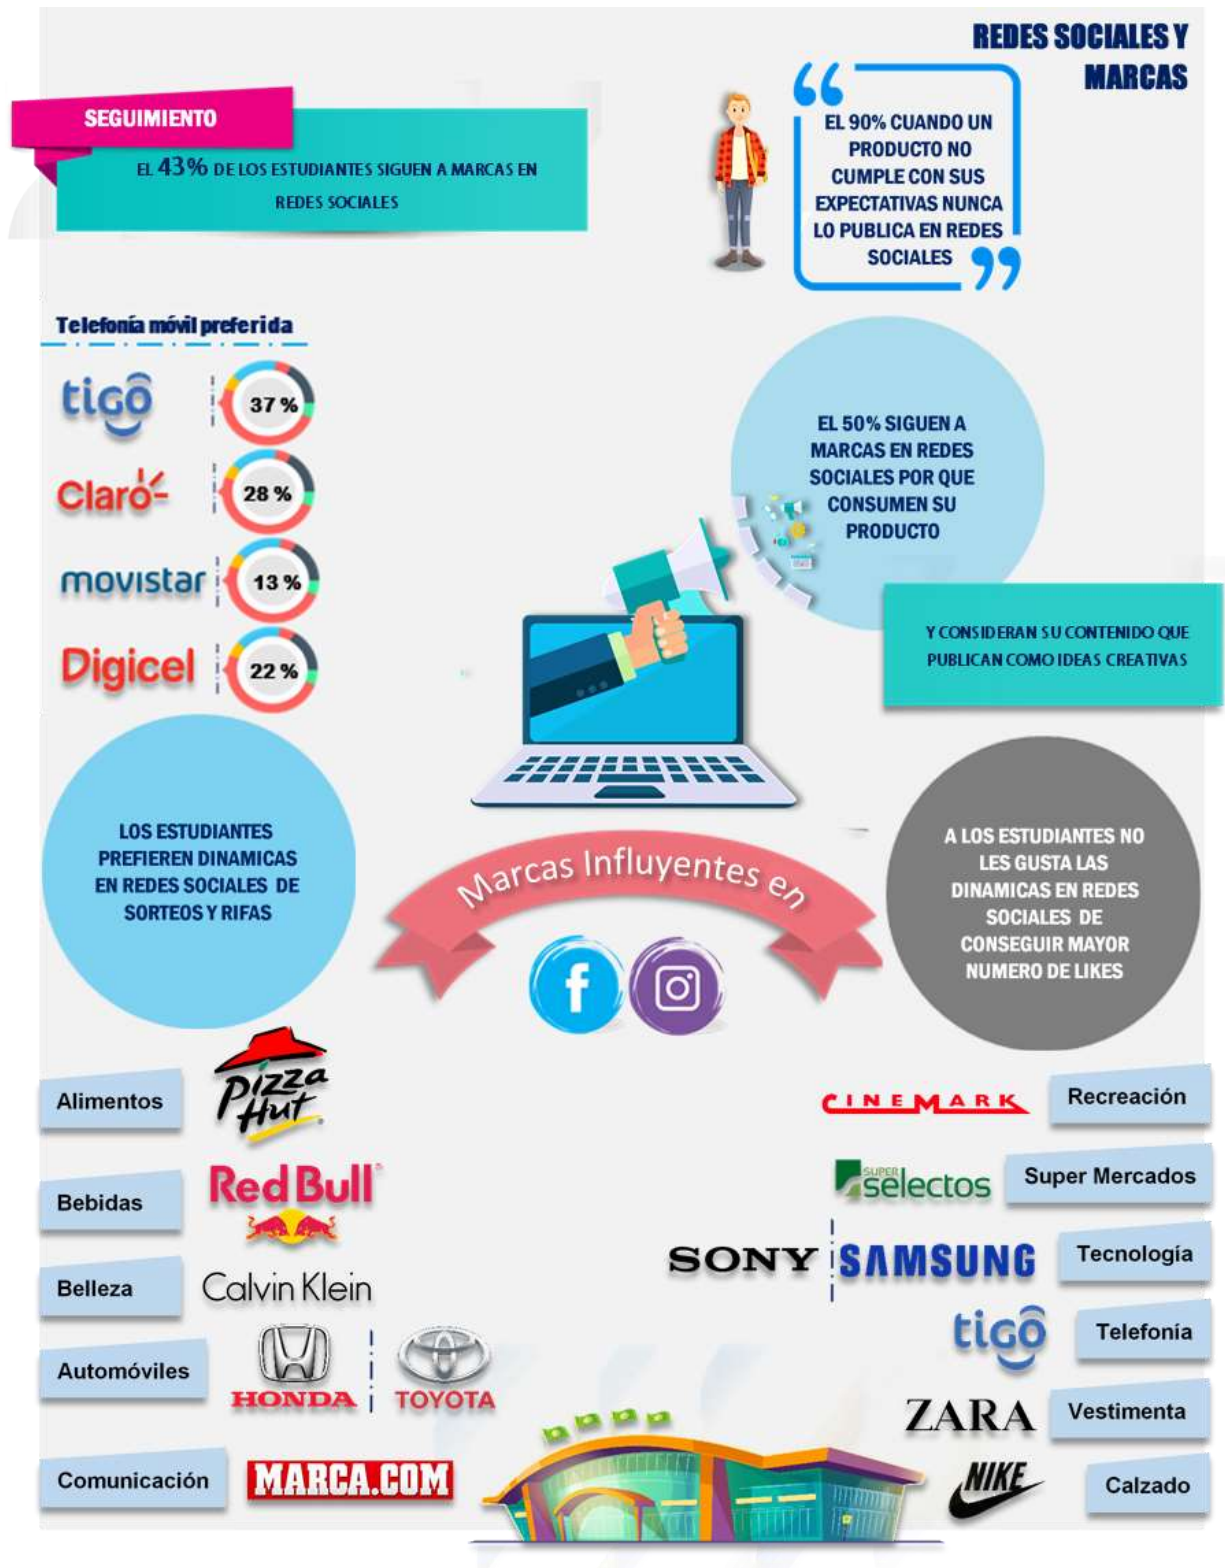 REDES SOCIALES Y
MARCAS
SEGUIMIENTO
EL 43% DE LOS ESTUDIANTES SIGUEN A MARCAS EN
REDES SOCIALES
“
EL 90% CUANDO UN
PRODUCTO NO
CUMPLE CON SUS
EXPECTATIVAS NUNCA
LO PUBLICA EN REDES
SOCIALES
”
Telefonía móvil preferida
tigo
37 %
Claro
28 %
movistar
13 %
Digicel
22 %
EL 50% SIGUEN A
MARCAS EN REDES
SOCIALES POR QUE
CONSUMEN SU
PRODUCTO
Y CONSIDERAN SU CONTENIDO QUE
PUBLICAN COMO IDEAS CREATIVAS
LOS ESTUDIANTES
PREFIEREN DINAMICAS
EN REDES SOCIALES DE
SORTEOS Y RIFAS
Marcas Influyentes en
f
A LOS ESTUDIANTES NO
LES GUSTA LAS
DINAMICAS EN REDES
SOCIALES DE
CONSEGUIR MAYOR
NUMERO DE LIKES
Alimentos
Pizza
Hut
Bebidas
Red Bull
Belleza
Calvin Klein
Automóviles
HONDA
TOYOTA
Comunicación
MARCA.COM
CINEMARK
Recreación
SUPER
selectos
Super Mercados
SONY
SAMSUNG
Tecnología
tigo
Telefonía
ZARA
Vestimenta
NIKE
Calzado